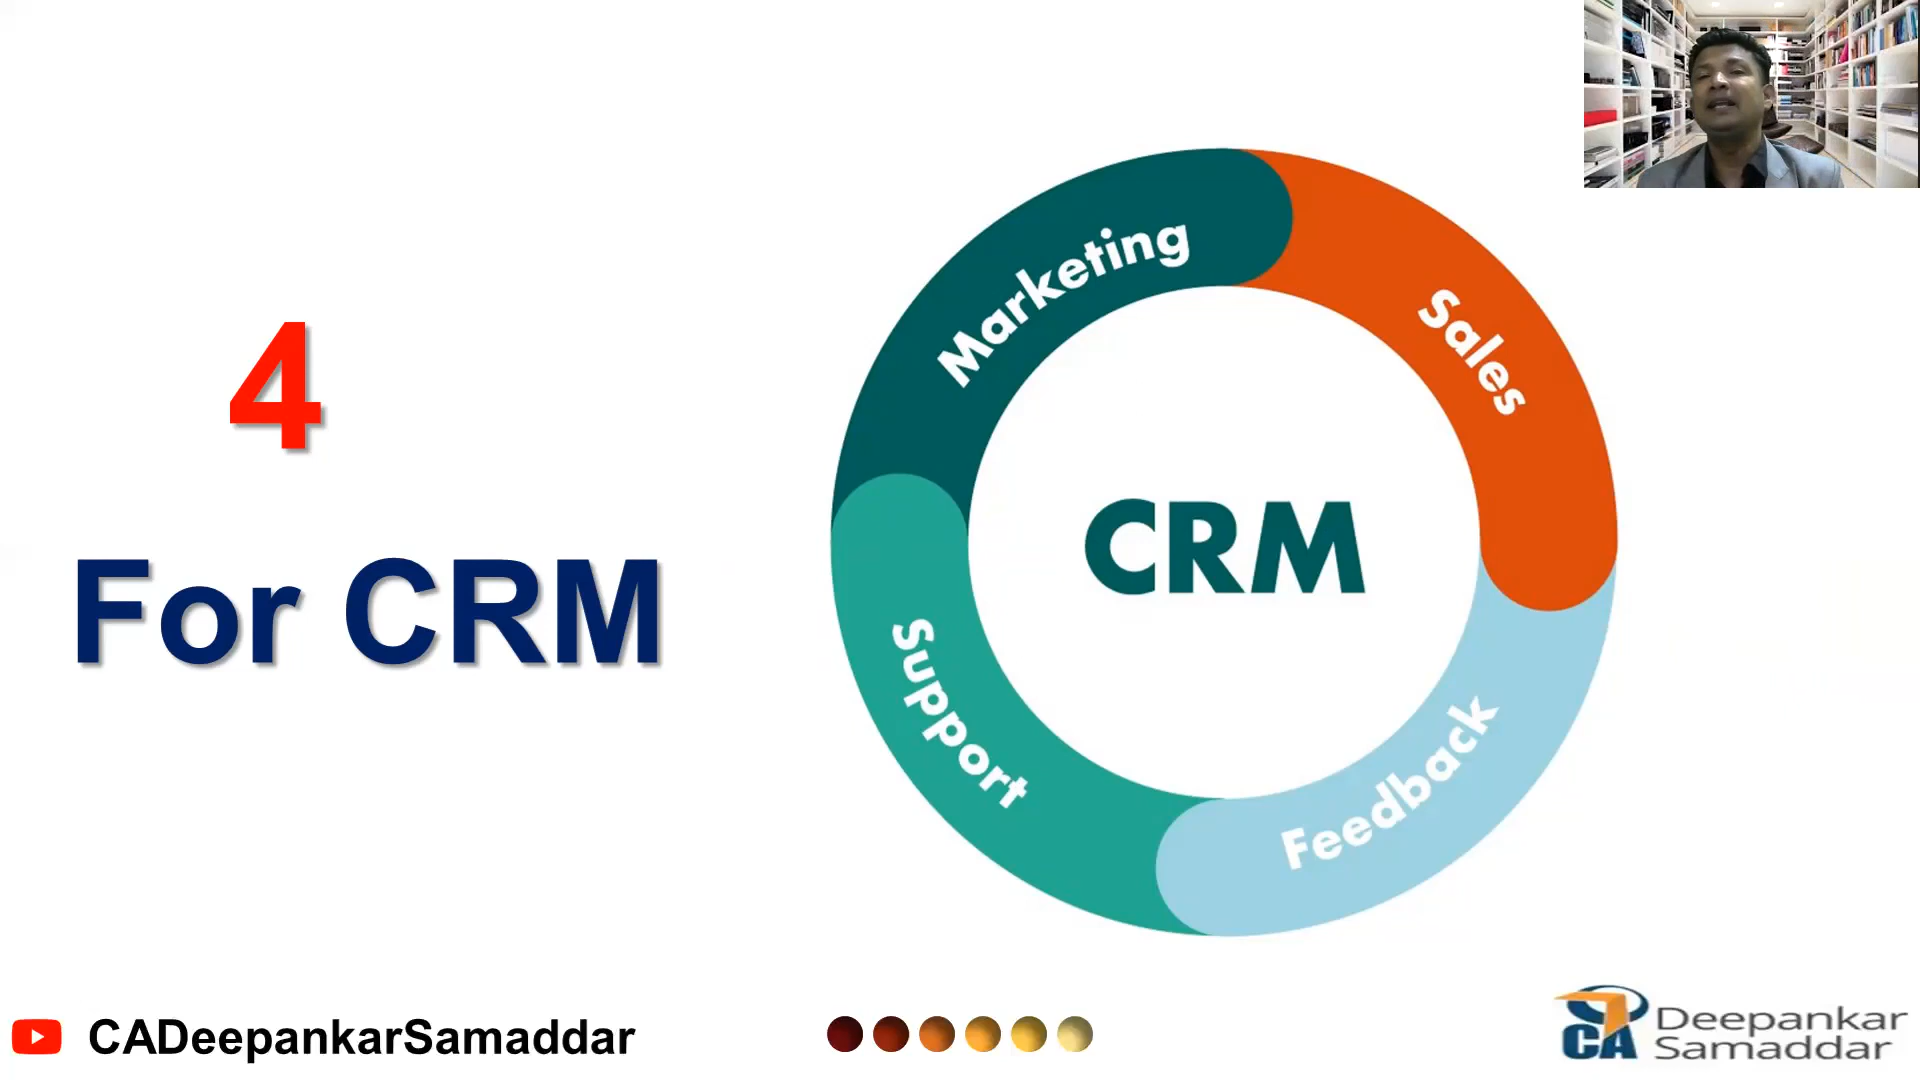 4
For CRM
Marketing
Sales
CRM
Support
Feedback
CADeepankarSamaddar
CA
Deepankar
Samaddar